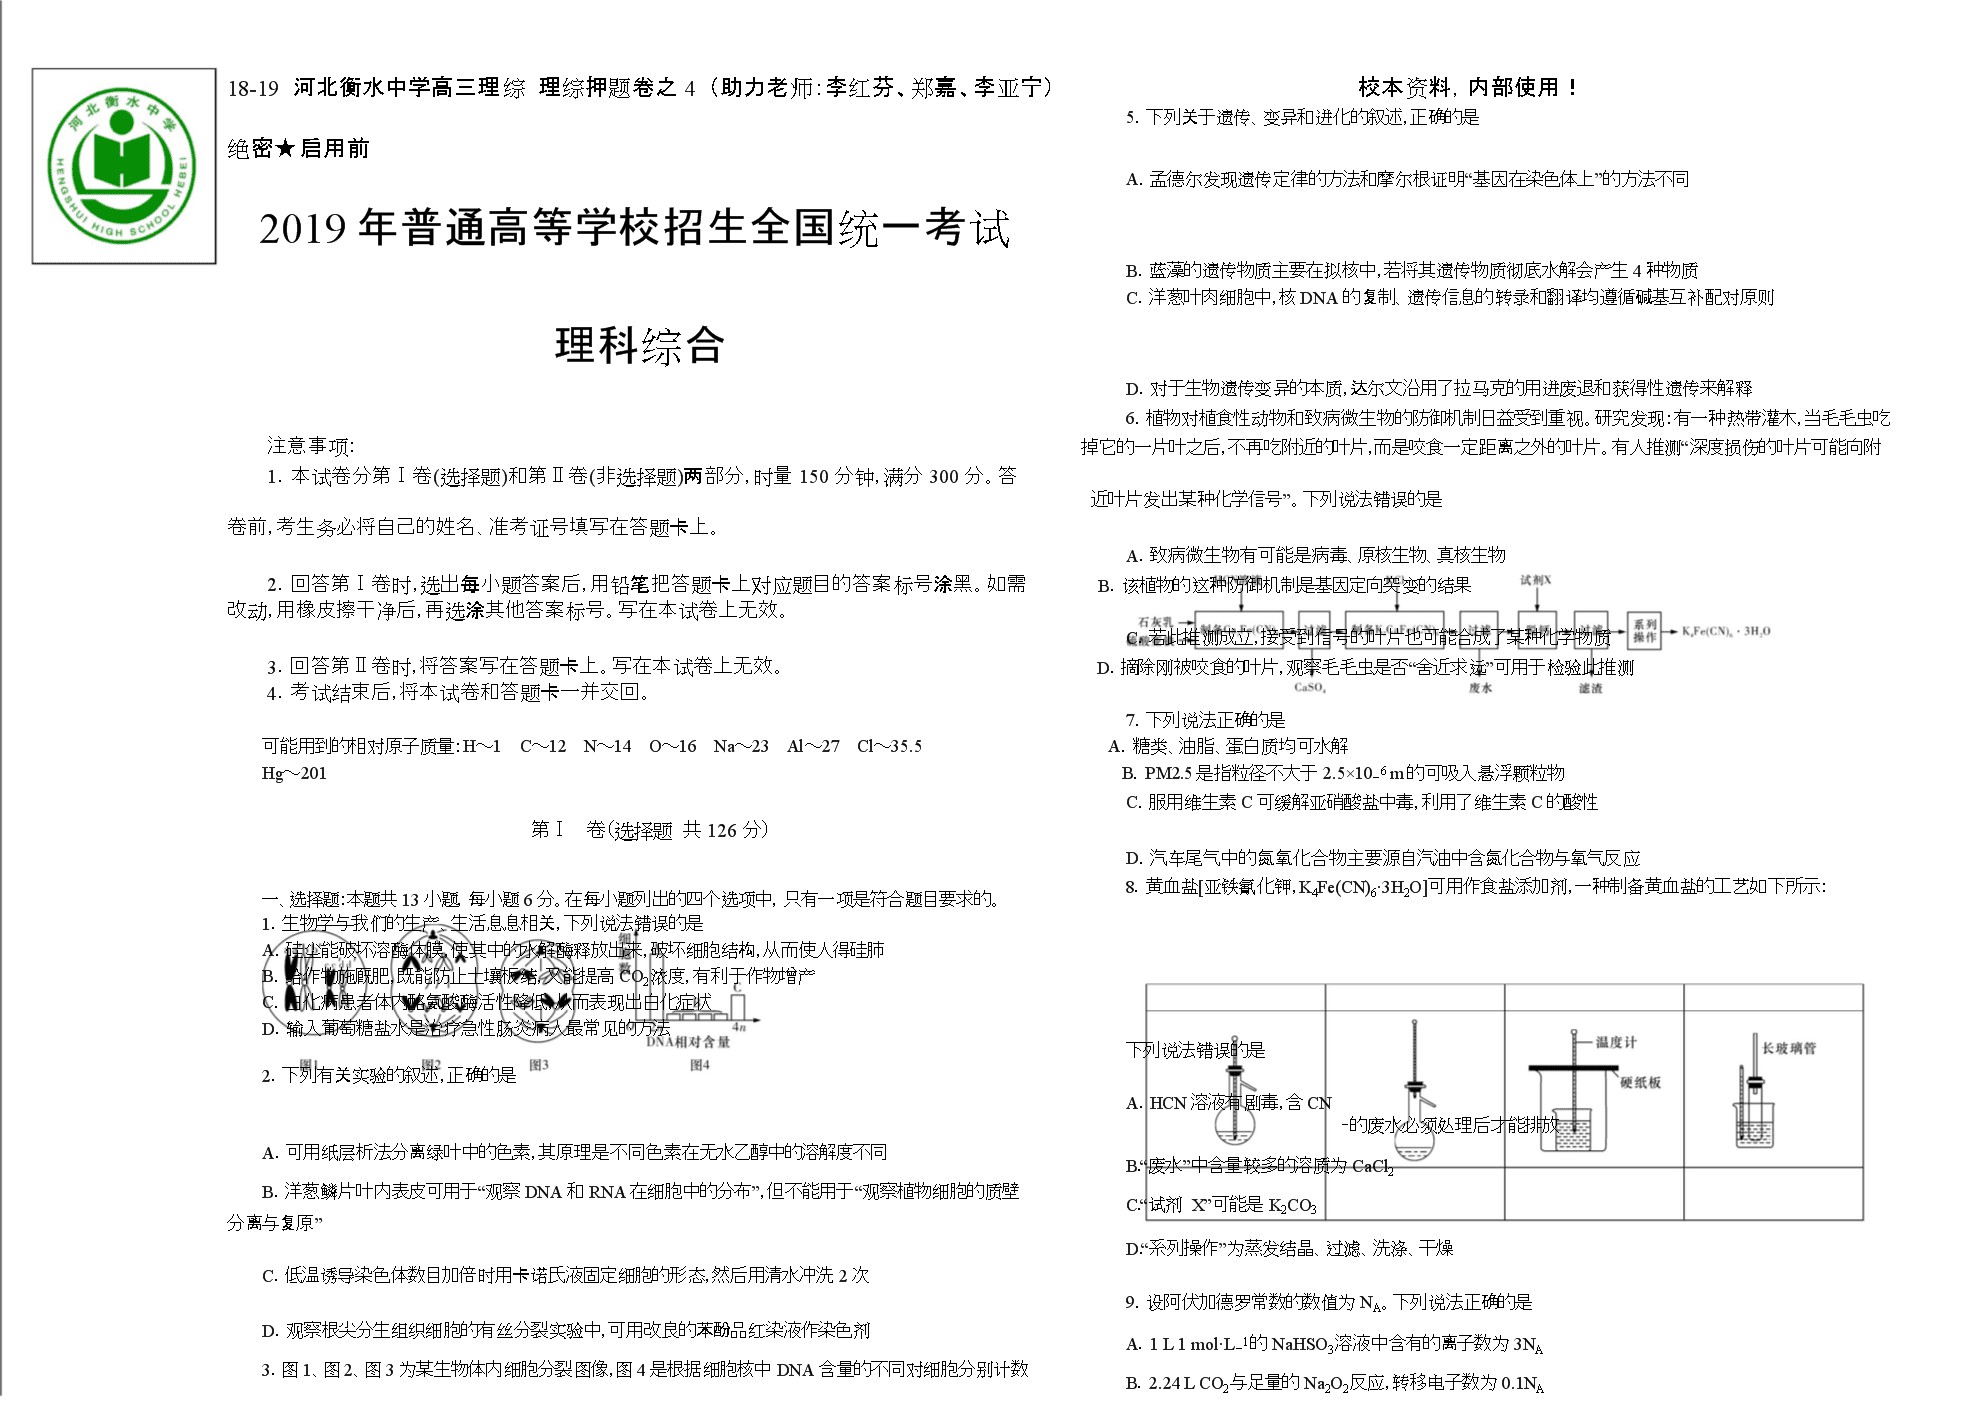 河北衡水中学
HENGSHUI HIGH SCHOOL HEBEI
18-19 河北衡水中学高三理综 理综押题卷之 4（助力老师：李红芬、郑嘉、李亚宁）
绝密★启用前
2019 年普通高等学校招生全国统一考试
理科综合
注意事项：
1. 本试卷分第Ⅰ卷(选择题)和第Ⅱ卷(非选择题)两部分，时量 150 分钟，满分 300 分。答
卷前，考生务必将自己的姓名、准考证号填写在答题卡上。
2. 回答第Ⅰ卷时，选出每小题答案后，用铅笔把答题卡上对应题目的答案标号涂黑。如需
改动，用橡皮擦干净后，再选涂其他答案标号。写在本试卷上无效。
3. 回答第Ⅱ卷时，将答案写在答题卡上。写在本试卷上无效。
4. 考试结束后，将本试卷和答题卡一并交回。
可能用到的相对原子质量：H～1 C～12 N～14 O～16 Na～23 Al～27 Cl～35.5
Hg～201
第Ⅰ 卷（选择题 共 126 分）
一、选择题：本题共 13 小题，每小题 6 分。在每小题列出的四个选项中，只有一项是符合题目要求的。
1. 生物学与我们的生产、生活息息相关，下列说法错误的是
A. 硅尘能破坏溶酶体膜，使其中的水解酶释放出来，破坏细胞结构，从而使人得硅肺
B. 给作物施厩肥，既能防止土壤板结，又能提高 CO2浓度，有利于作物增产
C. 白化病患者体内酪氨酸酶活性降低，从而表现出白化症状
D. 输入葡萄糖盐水是治疗急性肠炎病人最常见的方法
细胞数
C
4n
DNA相对含量
图1 图2 图3 图4
2. 下列有关实验的叙述，正确的是
A. 可用纸层析法分离绿叶中的色素，其原理是不同色素在无水乙醇中的溶解度不同
B. 洋葱鳞片叶内表皮可用于“观察 DNA 和 RNA 在细胞中的分布”，但不能用于“观察植物细胞的质壁
分离与复原”
C. 低温诱导染色体数目加倍时用卡诺氏液固定细胞的形态，然后用清水冲洗 2 次
D. 观察根尖分生组织细胞的有丝分裂实验中，可用改良的苯酚品红染液作染色剂
3. 图 1、图 2、图 3 为某生物体内细胞分裂图像，图 4 是根据细胞核中 DNA 含量的不同对细胞分别计数
校本资料，内部使用！
5. 下列关于遗传、变异和进化的叙述，正确的是
A. 孟德尔发现遗传定律的方法和摩尔根证明“基因在染色体上”的方法不同
B. 蓝藻的遗传物质主要在拟核中，若将其遗传物质彻底水解会产生 4 种物质
C. 洋葱叶肉细胞中，核 DNA 的复制、遗传信息的转录和翻译均遵循碱基互补配对原则
D. 对于生物遗传变异的本质，达尔文沿用了拉马克的用进废退和获得性遗传来解释
6. 植物对植食性动物和致病微生物的防御机制日益受到重视。研究发现：有一种热带灌木，当毛毛虫吃
掉它的一片叶之后，不再吃附近的叶片，而是咬食一定距离之外的叶片。有人推测“深度损伤的叶片可能向附
近叶片发出某种化学信号”。下列说法错误的是
A. 致病微生物有可能是病毒、原核生物、真核生物
B. 该植物的这种防御机制是基因定向突变的结果
C. 若此推测成立，接受到信号的叶片也可能合成了某种化学物质
D. 摘除刚被咬食的叶片，观察毛毛虫是否“舍近求远”可用于检验此推测
试剂X
石灰乳
过滤 过滤 过滤 系列操作 K4Fe(CN)6·3H2O
CaSO4 废水 滤渣
7. 下列说法正确的是
A. 糖类、油脂、蛋白质均可水解
B. PM2.5 是指粒径不大于 2.5×10−6 m 的可吸入悬浮颗粒物
C. 服用维生素 C 可缓解亚硝酸盐中毒，利用了维生素 C 的酸性
D. 汽车尾气中的氮氧化合物主要源自汽油中含氮化合物与氧气反应
8. 黄血盐[亚铁氰化钾，K4Fe(CN)6·3H2O]可用作食盐添加剂，一种制备黄血盐的工艺如下所示：
下列说法错误的是
温度计
硬纸板
长玻璃管
A. HCN 溶液有剧毒，含 CN
−的废水必须处理后才能排放
B.“废水”中含量较多的溶质为 CaCl2
C.“试剂 X”可能是 K2CO3
D.“系列操作”为蒸发结晶、过滤、洗涤、干燥
9. 设阿伏加德罗常数的数值为 NA。下列说法正确的是
A. 1 L 1 mol·L−1的 NaHSO3溶液中含有的离子数为 3NA
B. 2.24 L CO2与足量的 Na2O2反应，转移电子数为 0.1NA